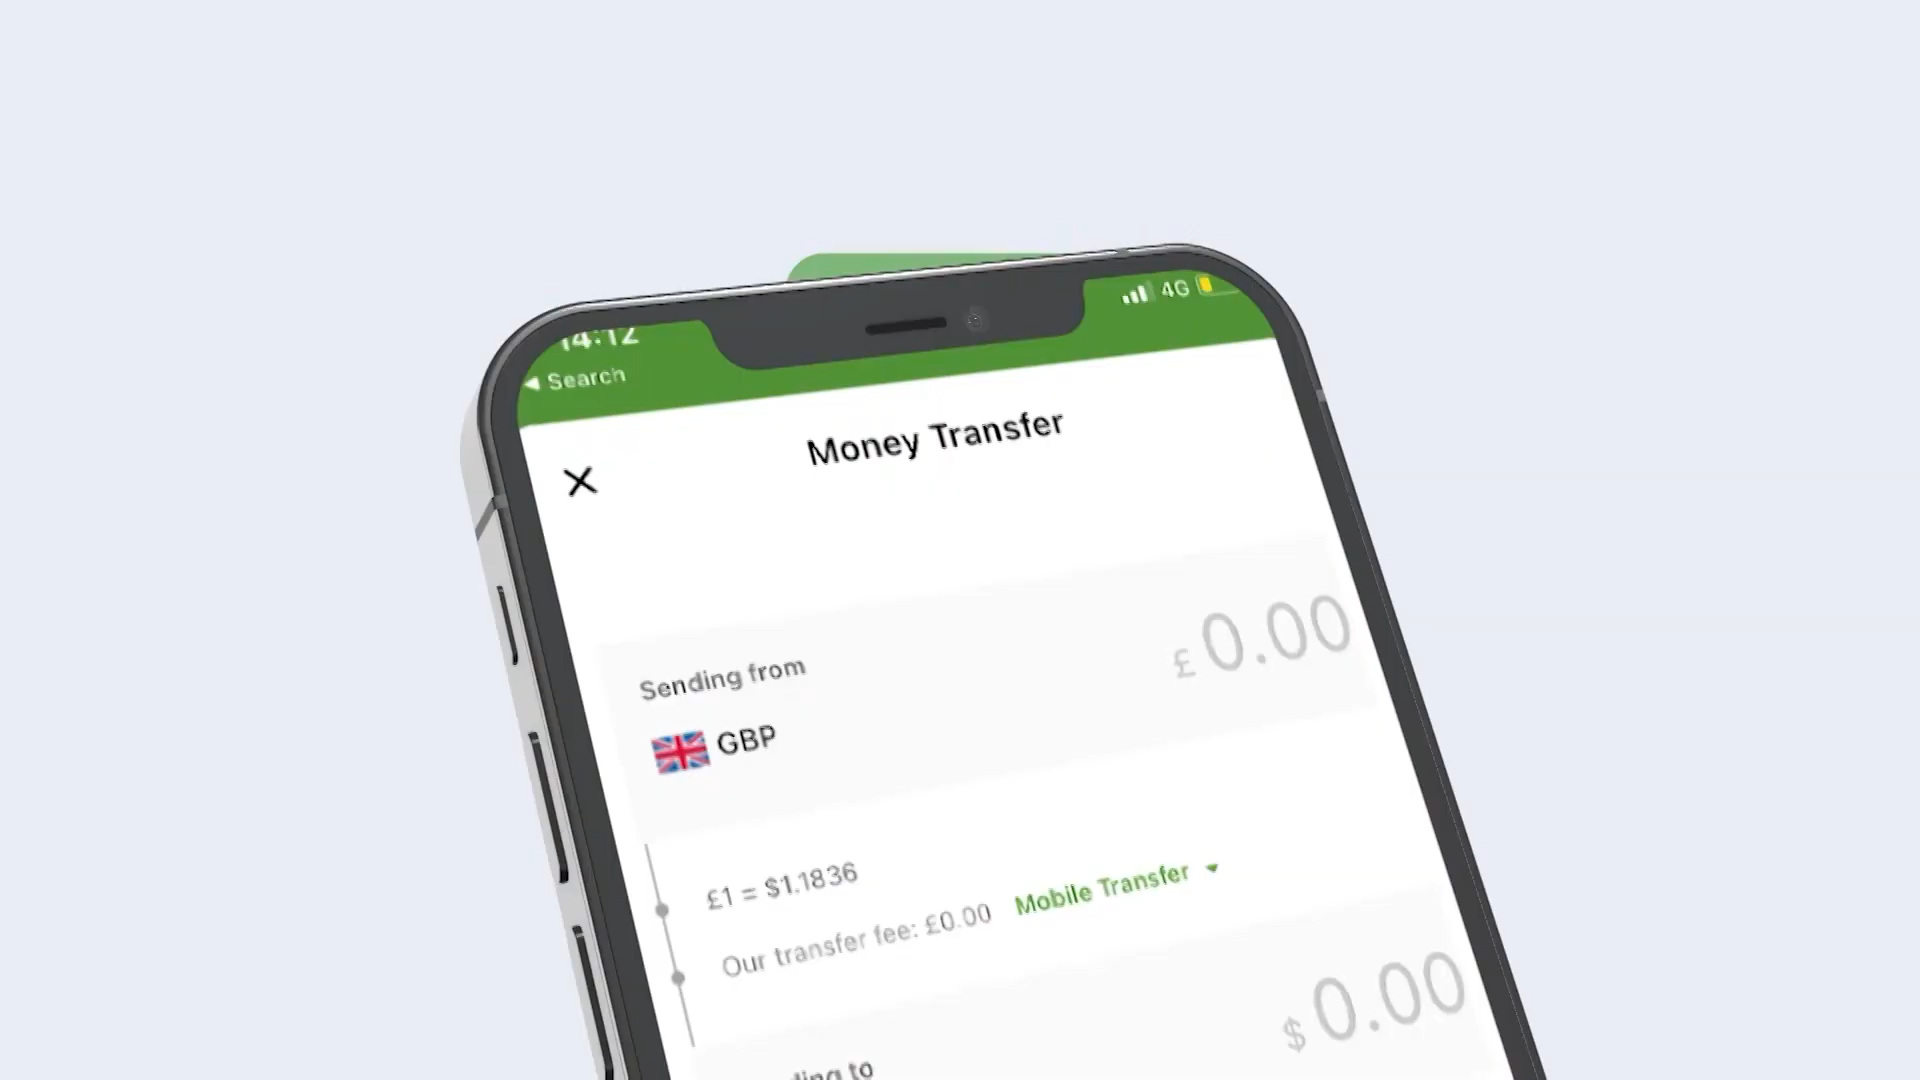 14:12
4G
Search
Money Transfer
£0.00
Sending from
GBP
£1 = $1.1836
Our transfer fee: £0.00 Mobile Transfer
$0.00
to